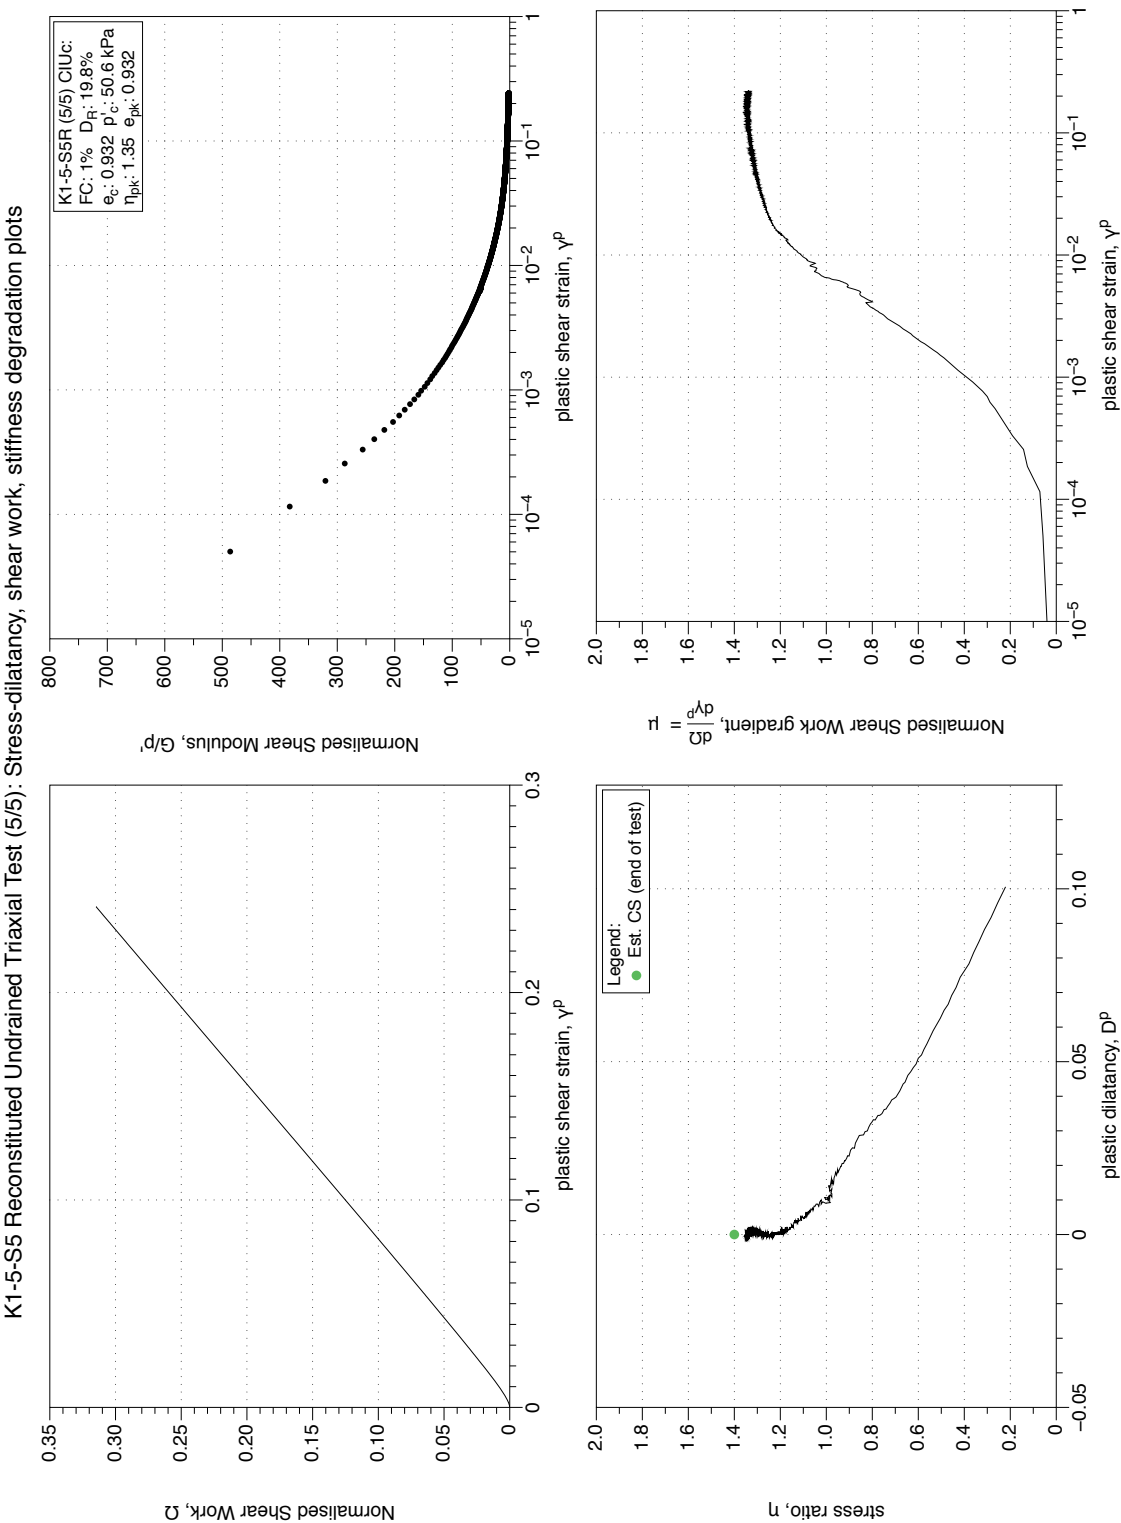 K1-5-S5 Reconstituted Undrained Triaxial Test (5/5): Stress-dilatancy, shear work, stiffness degradation plots
Normalised Shear Work, Ω
0.35
0.30
0.25
0.20
0.15
0.10
0.05
0
0 0.1 0.2 0.3
plastic shear strain, γᵖ
Normalised Shear Modulus, G/p'
800
700
600
500
400
300
200
100
0
10⁻⁵ 10⁻⁴ 10⁻³ 10⁻² 10⁻¹ 1
plastic shear strain, γᵖ
K1-5-S5R (5/5) CIUc:
FC: 1% D_R: 19.8%
e_c: 0.932 p'_c: 50.6 kPa
η_pk: 1.35 e_pk: 0.932
stress ratio, η
2.0
1.8
1.6
1.4
1.2
1.0
0.8
0.6
0.4
0.2
0
−0.05 0 0.05 0.10
plastic dilatancy, Dᵖ
Legend:
Est. CS (end of test)
Normalised Shear Work gradient, dΩ/dγᵖ = μ
2.0
1.8
1.6
1.4
1.2
1.0
0.8
0.6
0.4
0.2
0
10⁻⁵ 10⁻⁴ 10⁻³ 10⁻² 10⁻¹ 1
plastic shear strain, γᵖ